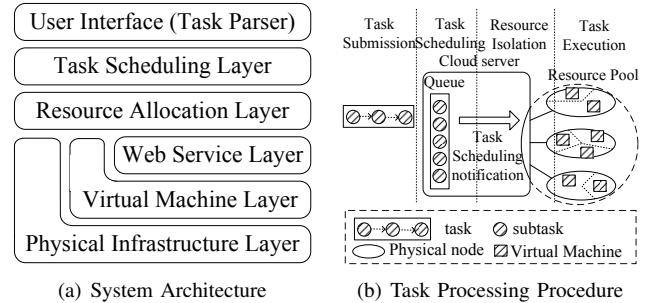 User Interface (Task Parser)
Task Scheduling Layer
Resource Allocation Layer
Web Service Layer
Virtual Machine Layer
Physical Infrastructure Layer
(a) System Architecture
Task Submission
Task Scheduling
Resource Isolation
Task Execution
Cloud server
Resource Pool
Queue
Task
Scheduling
notification
task
subtask
Physical node
Virtual Machine
(b) Task Processing Procedure